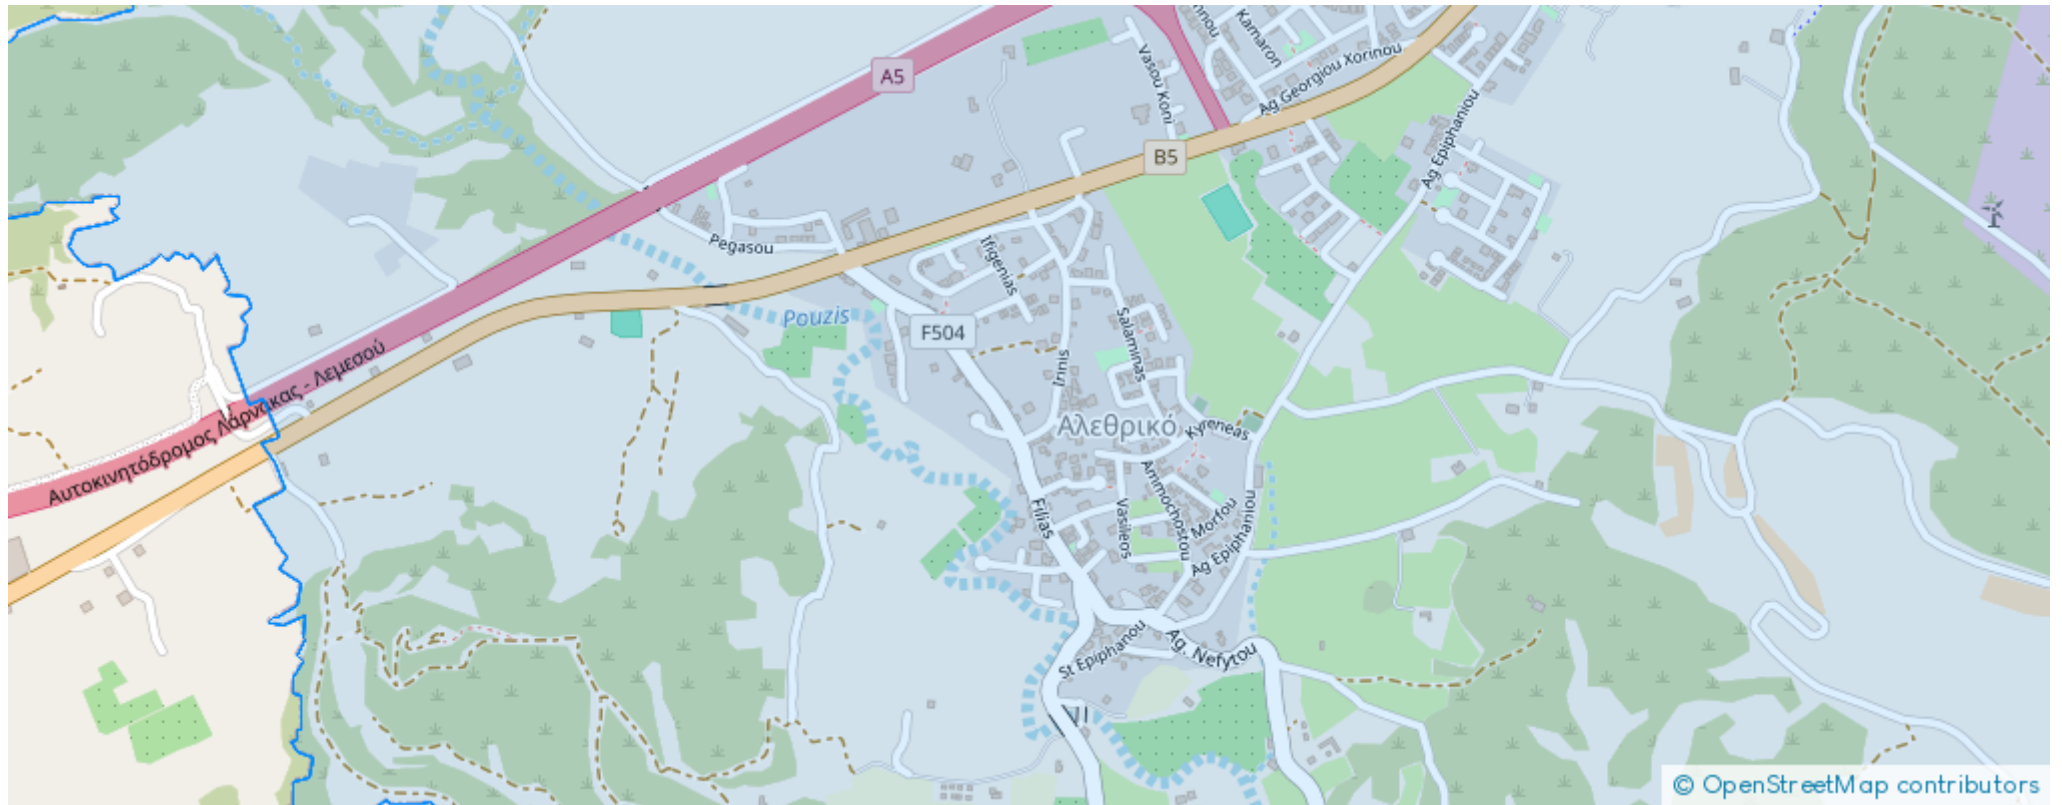 Kamaron
Vasou Koni
Ag Georgiou Xorinou
A5
Ag Epiphaniou
B5
Pegasou
Ifigenias
Pouzis
F504
Salaminas
Irinis
Αυτοκινητόδρομος Λάρνακας - Λεμεσού
Αλεθρικό
Kyreneas
Ammochostou
Filias
Vasileos
Morfou
Ag Epiphaniou
St Epiphanou
Ag. Nefytou
© OpenStreetMap contributors